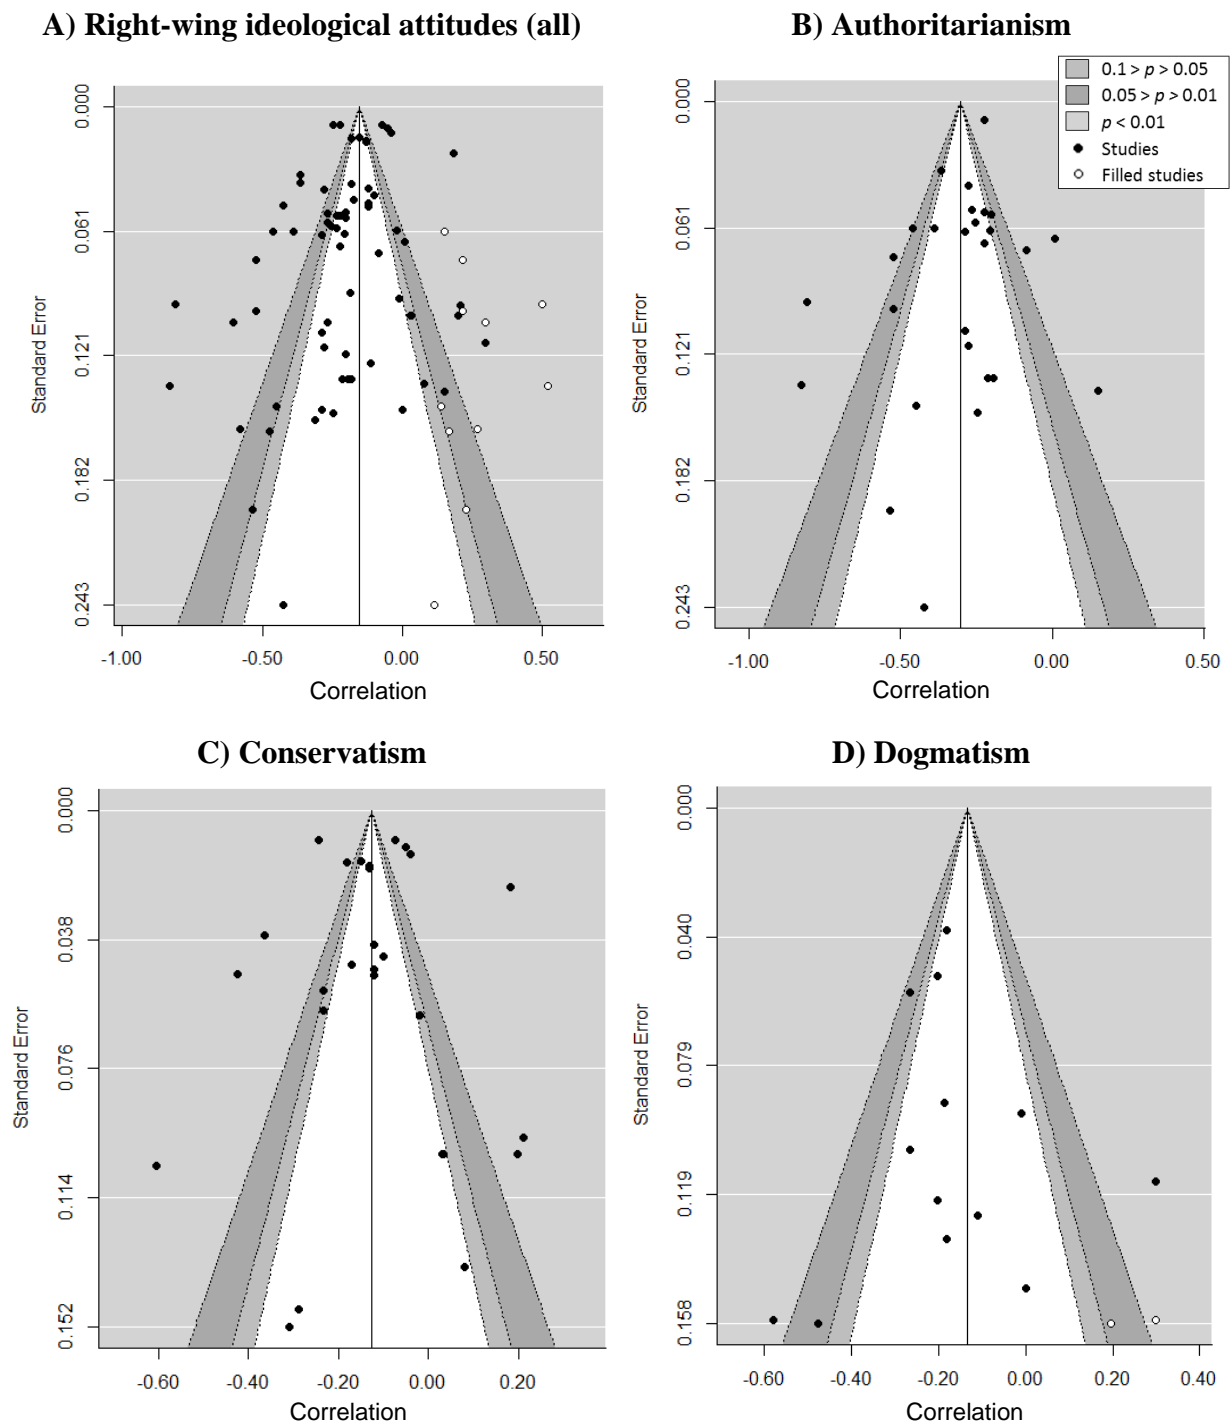 A) Right-wing ideological attitudes (all)
0.000
0.061
0.121
0.182
0.243
Standard Error
-1.00
-0.50
0.00
0.50
Correlation
B) Authoritarianism
0.1 > p > 0.05
0.05 > p > 0.01
p < 0.01
Studies
Filled studies
0.000
0.061
0.121
0.182
0.243
Standard Error
-1.00
-0.50
0.00
0.50
Correlation
C) Conservatism
0.000
0.038
0.076
0.114
0.152
Standard Error
-0.60
-0.40
-0.20
0.00
0.20
Correlation
D) Dogmatism
0.000
0.040
0.079
0.119
0.158
Standard Error
-0.60
-0.40
-0.20
0.00
0.20
0.40
Correlation